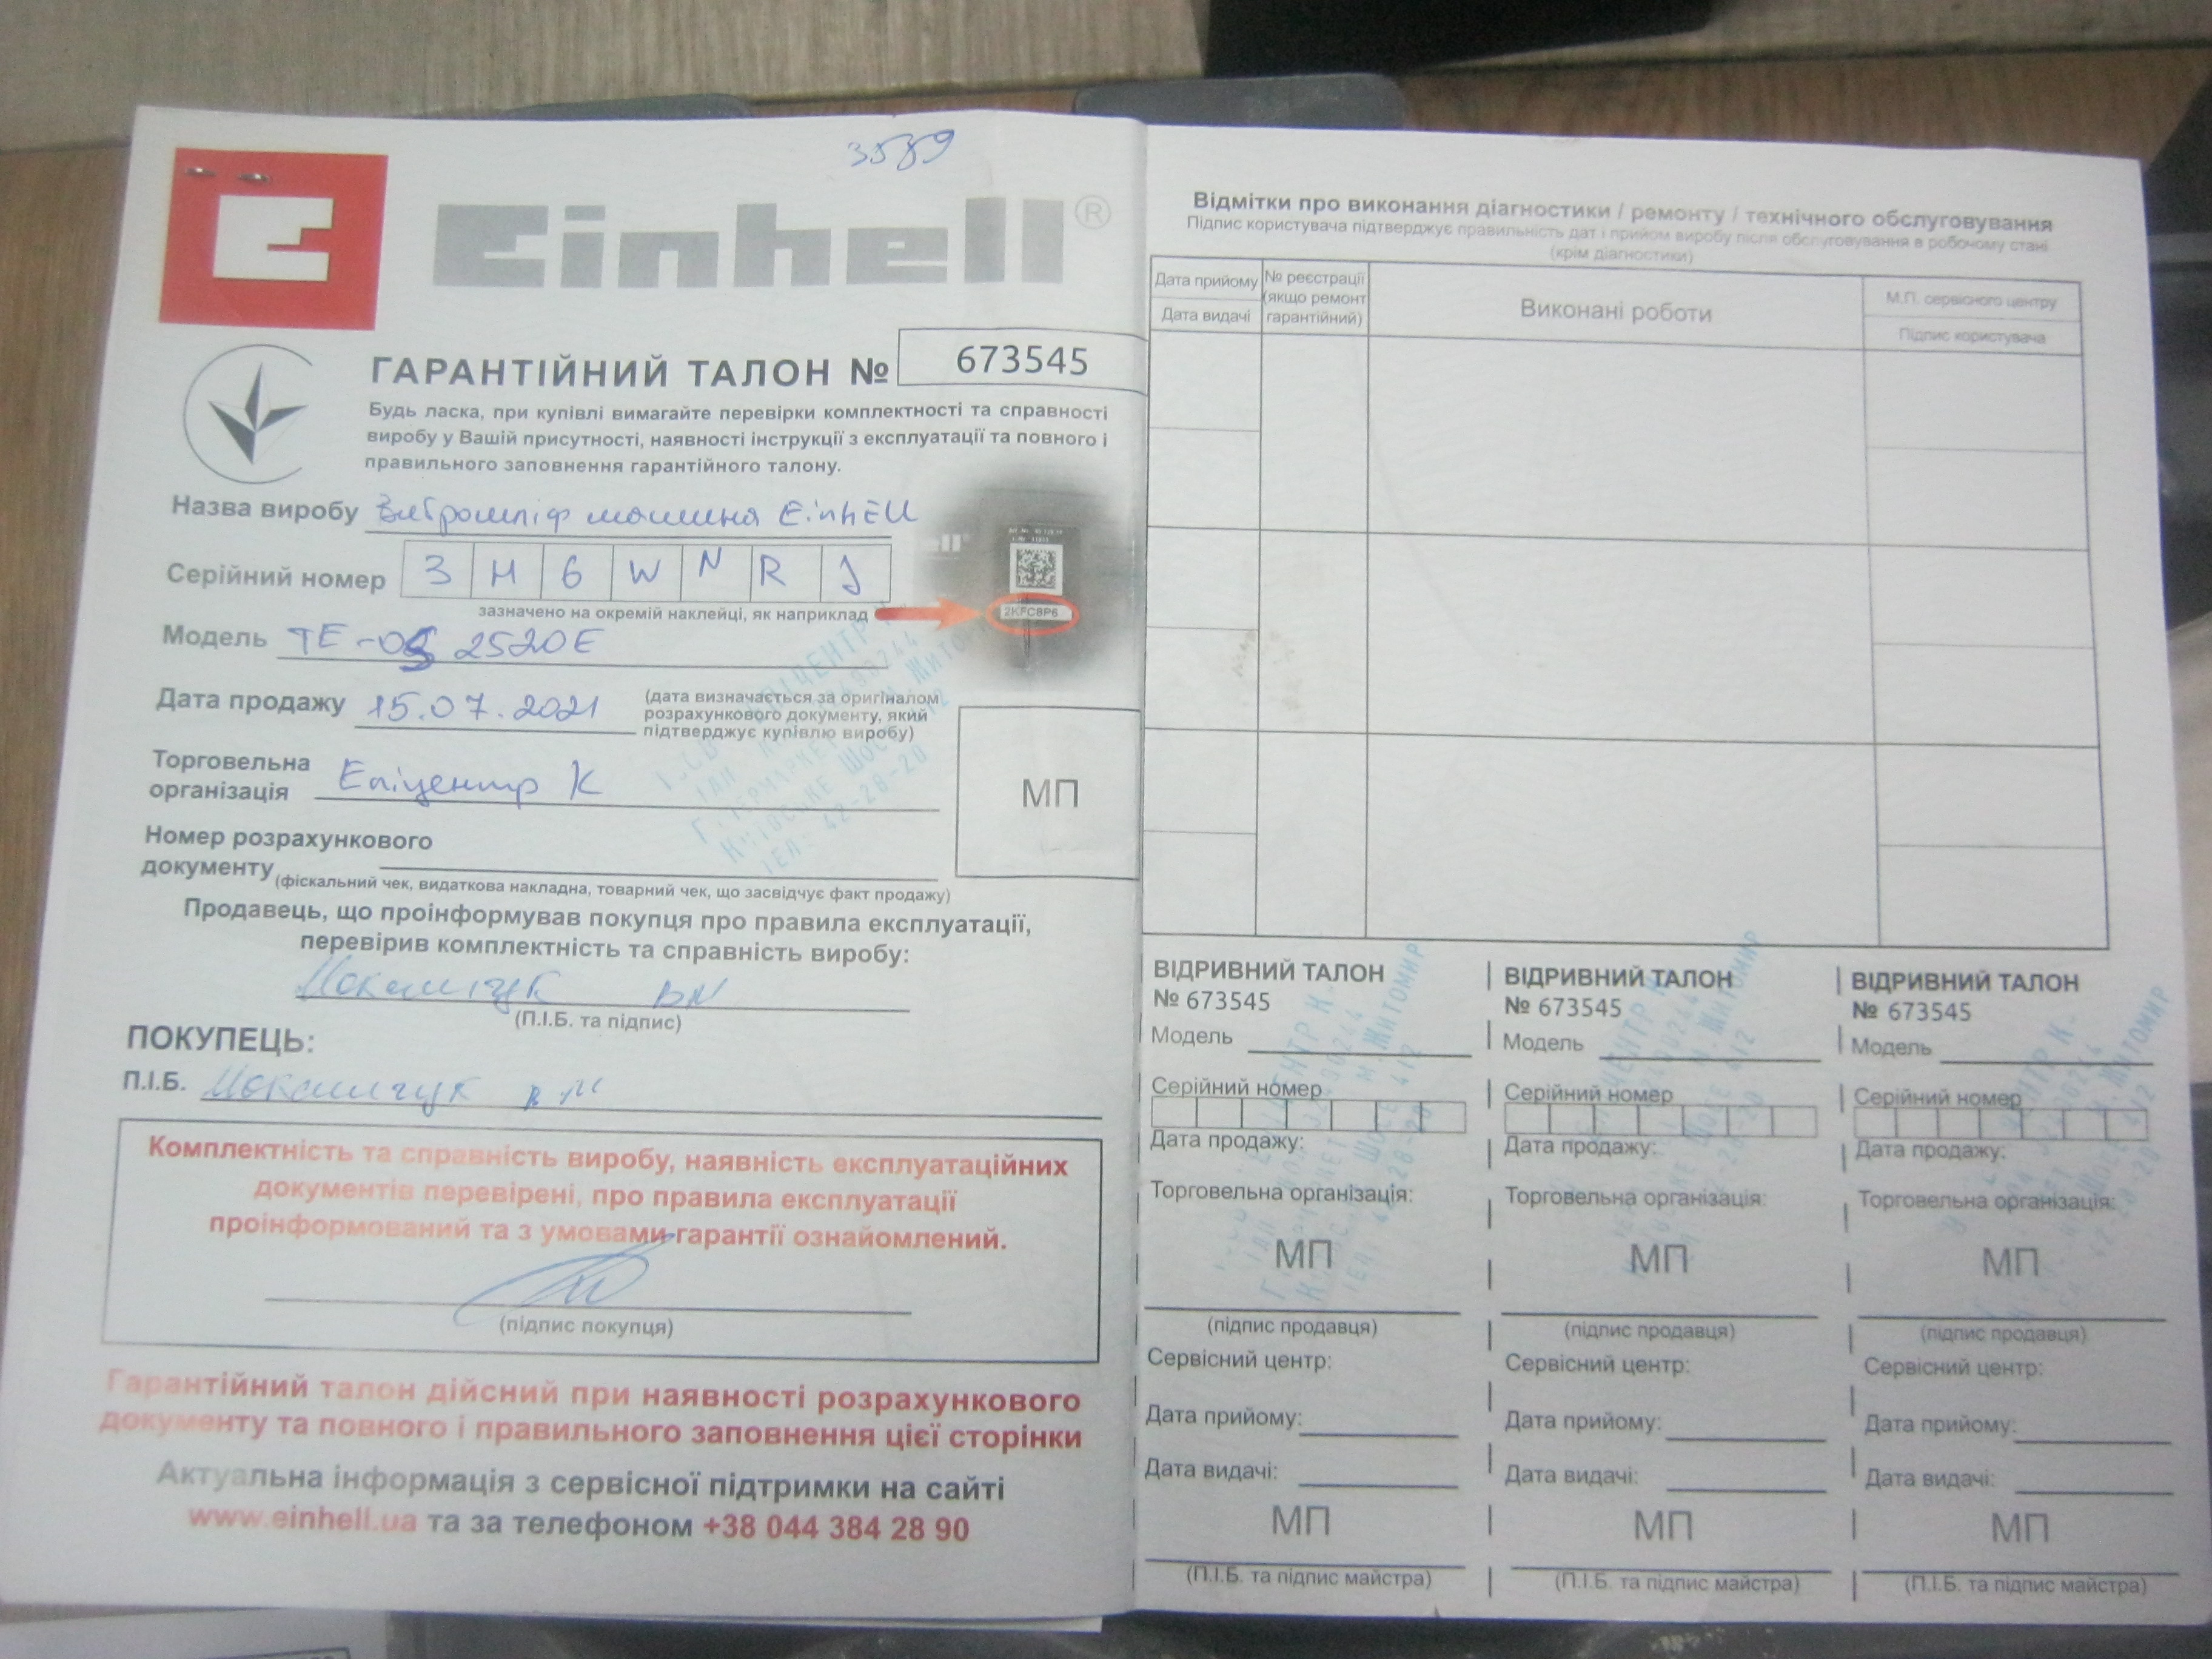 3589
Einhell®
ГАРАНТІЙНИЙ ТАЛОН № 673545
Будь ласка, при купівлі вимагайте перевірки комплектності та справності
виробу у Вашій присутності, наявності інструкції з експлуатації та повного і
правильного заповнення гарантійного талону.
Назва виробу Виброшліф машина Einhell
Серійний номер 3 H 6 W N R J
зазначено на окремій наклейці, як наприклад
2KFC8P6
Модель TE-OS 2520E
Дата продажу 15.07.2021
(дата визначається за оригіналом
розрахункового документу, який
підтверджує купівлю виробу)
Торговельна
організація Епіцентр К
МП
Номер розрахункового
документу
(фіскальний чек, видаткова накладна, товарний чек, що засвідчує факт продажу)
Продавець, що проінформував покупця про правила експлуатації,
перевірив комплектність та справність виробу:
(П.І.Б. та підпис)
ПОКУПЕЦЬ:
П.І.Б.
Комплектність та справність виробу, наявність експлуатаційних
документів перевірені, про правила експлуатації
проінформований та з умовами гарантії ознайомлений.
(підпис покупця)
Гарантійний талон дійсний при наявності розрахункового
документу та повного і правильного заповнення цієї сторінки
Актуальна інформація з сервісної підтримки на сайті
www.einhell.ua та за телефоном +38 044 384 28 90
Відмітки про виконання діагностики / ремонту / технічного обслуговування
Підпис користувача підтверджує правильність дат і прийом виробу після обслуговування в робочому стані
(крім діагностики)
Дата прийому
Дата видачі
№ реєстрації
(якщо ремонт
гарантійний)
Виконані роботи
М.П. сервісного центру
Підпис користувача
ВІДРИВНИЙ ТАЛОН
№ 673545
Модель
Серійний номер
Дата продажу:
Торговельна організація:
МП
(підпис продавця)
Сервісний центр:
Дата прийому:
Дата видачі:
МП
(П.І.Б. та підпис майстра)
ВІДРИВНИЙ ТАЛОН
№ 673545
Модель
Серійний номер
Дата продажу:
Торговельна організація:
МП
(підпис продавця)
Сервісний центр:
Дата прийому:
Дата видачі:
МП
(П.І.Б. та підпис майстра)
ВІДРИВНИЙ ТАЛОН
№ 673545
Модель
Серійний номер
Дата продажу:
Торговельна організація:
МП
(підпис продавця)
Сервісний центр:
Дата прийому:
Дата видачі:
МП
(П.І.Б. та підпис майстра)